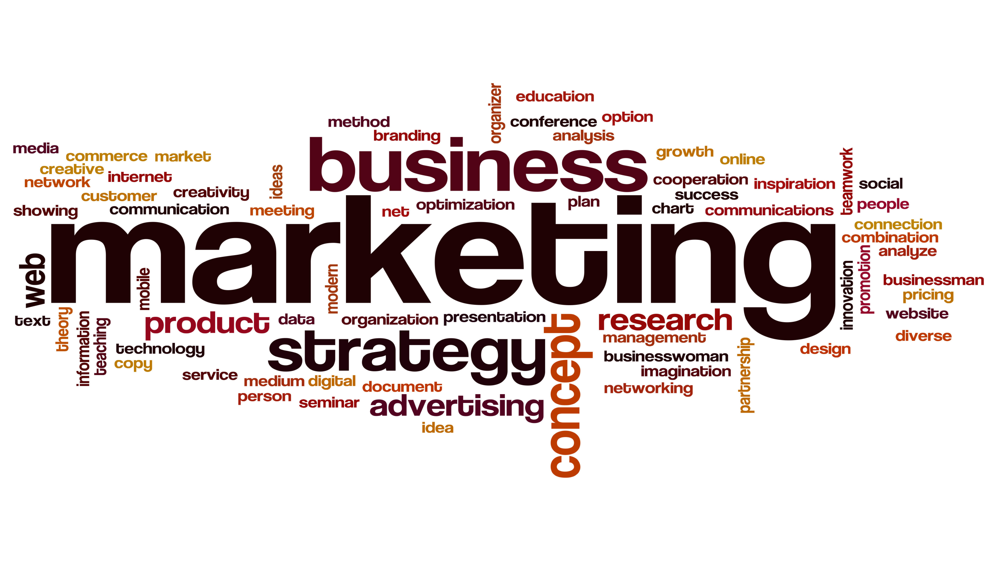 organizer
education
method
conference
option
branding
analysis
media
commerce
market
business
growth
online
teamwork
creative
internet
ideas
network
cooperation
inspiration
social
customer
creativity
success
showing
communication
meeting
net
optimization
plan
chart
communications
people
marketing
connection
combination
analyze
web
mobile
modern
innovation
promotion
businessman
pricing
text
theory
information
teaching
product
data
organization
presentation
concept
research
website
management
diverse
technology
strategy
businesswoman
partnership
design
copy
imagination
service
medium
digital
document
networking
person
seminar
advertising
idea